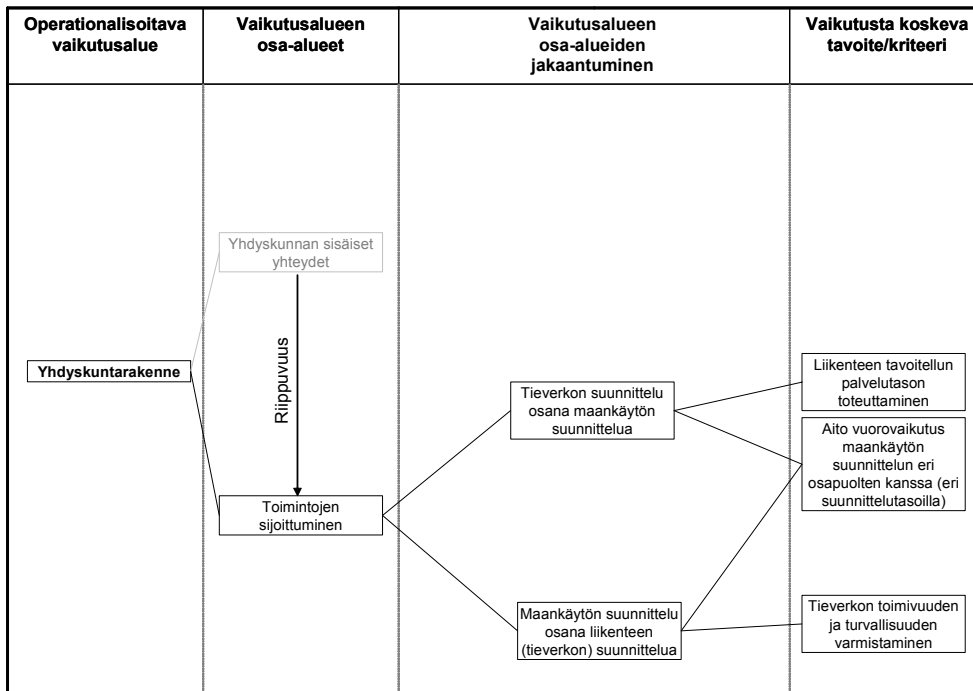 Operationalisoitava
vaikutusalue
Vaikutusalueen
osa-alueet
Vaikutusalueen
osa-alueiden
jakaantuminen
Vaikutusta koskeva
tavoite/kriteeri
Yhdyskunnan sisäiset
yhteydet
Riippuvuus
Yhdyskuntarakenne
Toimintojen
sijoittuminen
Tieverkon suunnittelu
osana maankäytön
suunnittelua
Maankäytön suunnittelu
osana liikenteen
(tieverkon) suunnittelua
Liikenteen tavoitellun
palvelutason
toteuttaminen
Aito vuorovaikutus
maankäytön
suunnittelun eri
osapuolten kanssa (eri
suunnittelutasoilla)
Tieverkon toimivuuden
ja turvallisuuden
varmistaminen